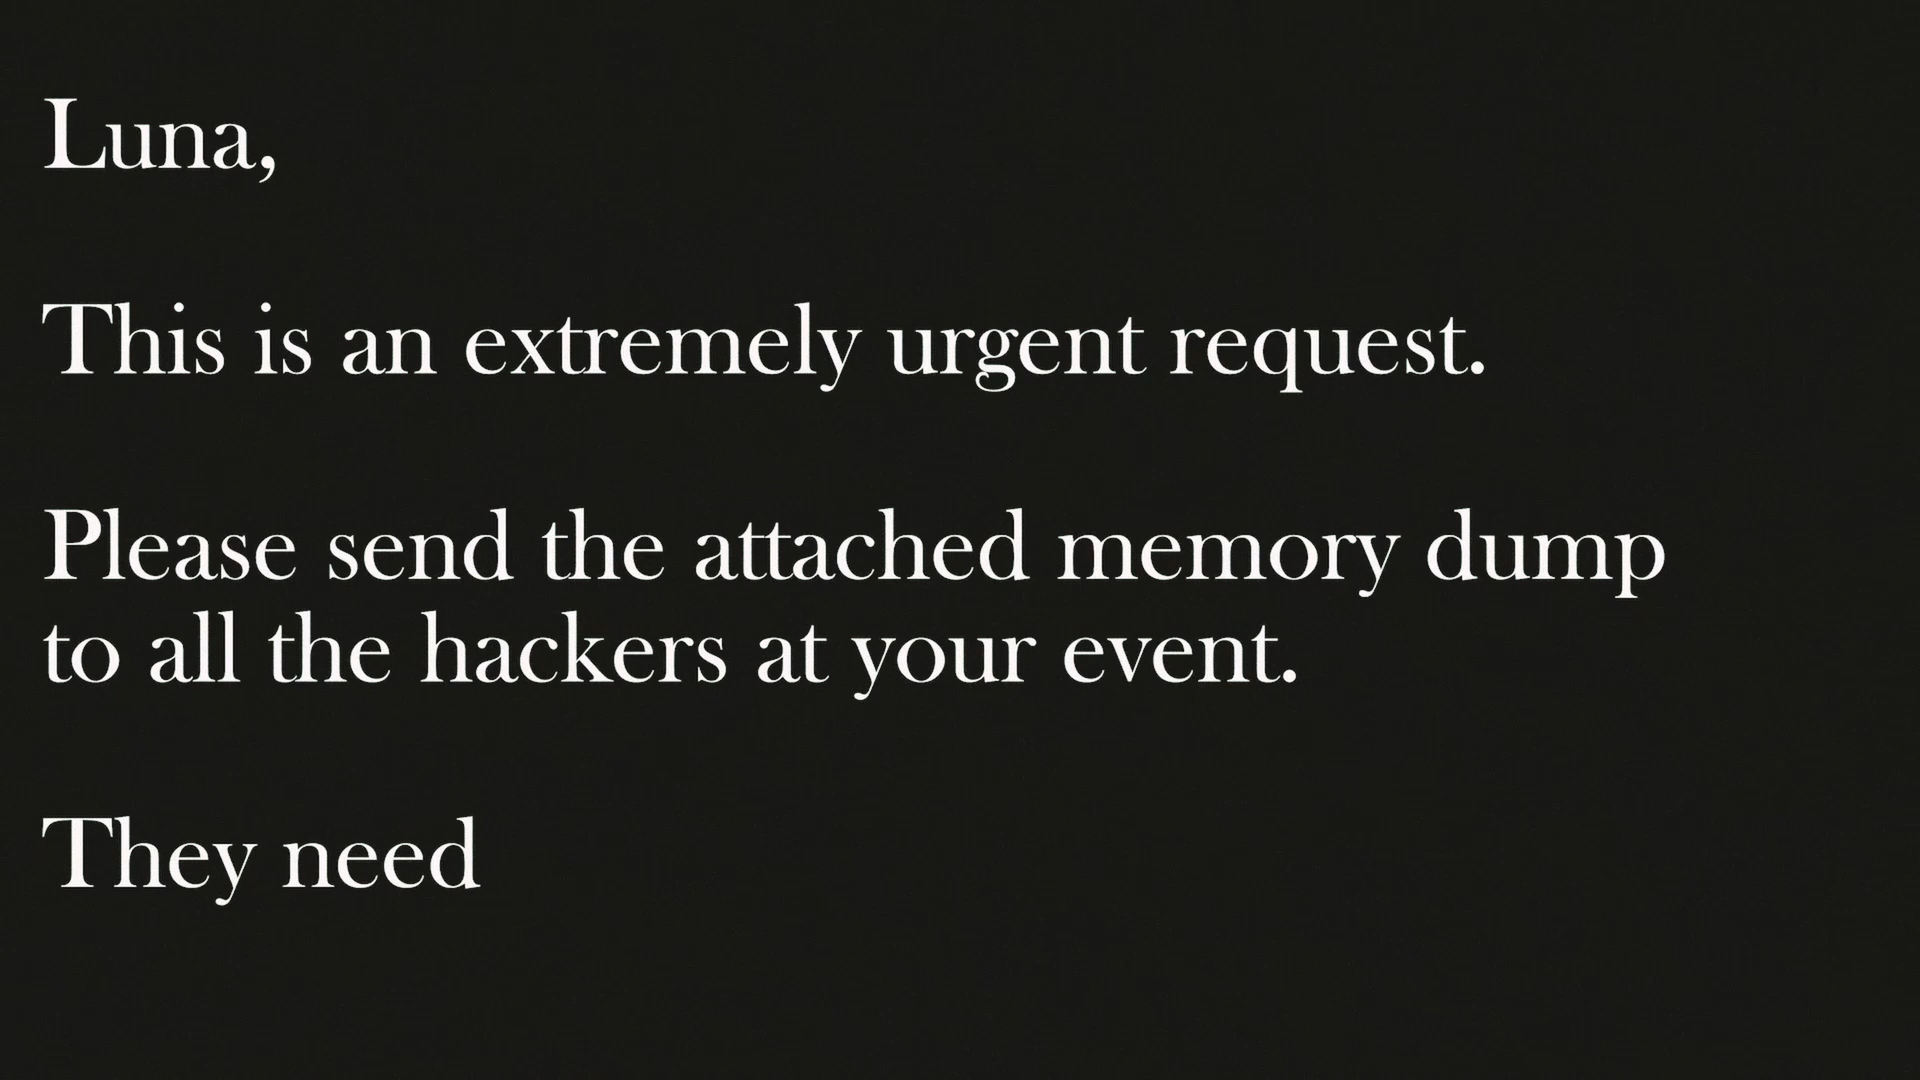 Luna,
This is an extremely urgent request.
Please send the attached memory dump
to all the hackers at your event.
They need